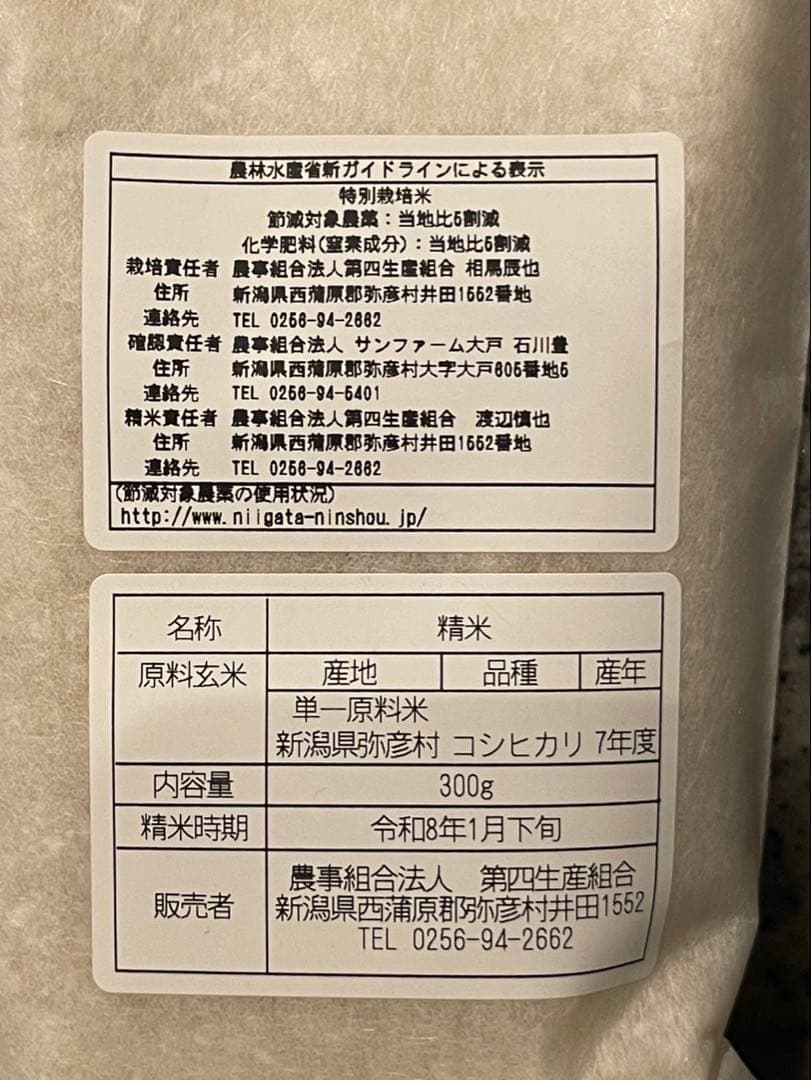 農林水産省新ガイドラインによる表示
特別栽培米
節減対象農薬：当地比5割減
化学肥料(窒素成分)：当地比5割減
栽培責任者 農事組合法人第四生産組合 相馬辰也
住所 新潟県西蒲原郡弥彦村井田1552番地
連絡先 TEL 0256-94-2662
確認責任者 農事組合法人 サンファーム大戸 石川豊
住所 新潟県西蒲原郡弥彦村大字大戸605番地5
連絡先 TEL 0256-94-5401
精米責任者 農事組合法人第四生産組合 渡辺慎也
住所 新潟県西蒲原郡弥彦村井田1552番地
連絡先 TEL 0256-94-2662
(節減対象農薬の使用状況)
http://www.niigata-ninshou.jp/
名称 精米
原料玄米 産地 品種 産年
単一原料米
新潟県弥彦村 コシヒカリ 7年度
内容量 300g
精米時期 令和8年1月下旬
販売者 農事組合法人 第四生産組合
新潟県西蒲原郡弥彦村井田1552
TEL 0256-94-2662